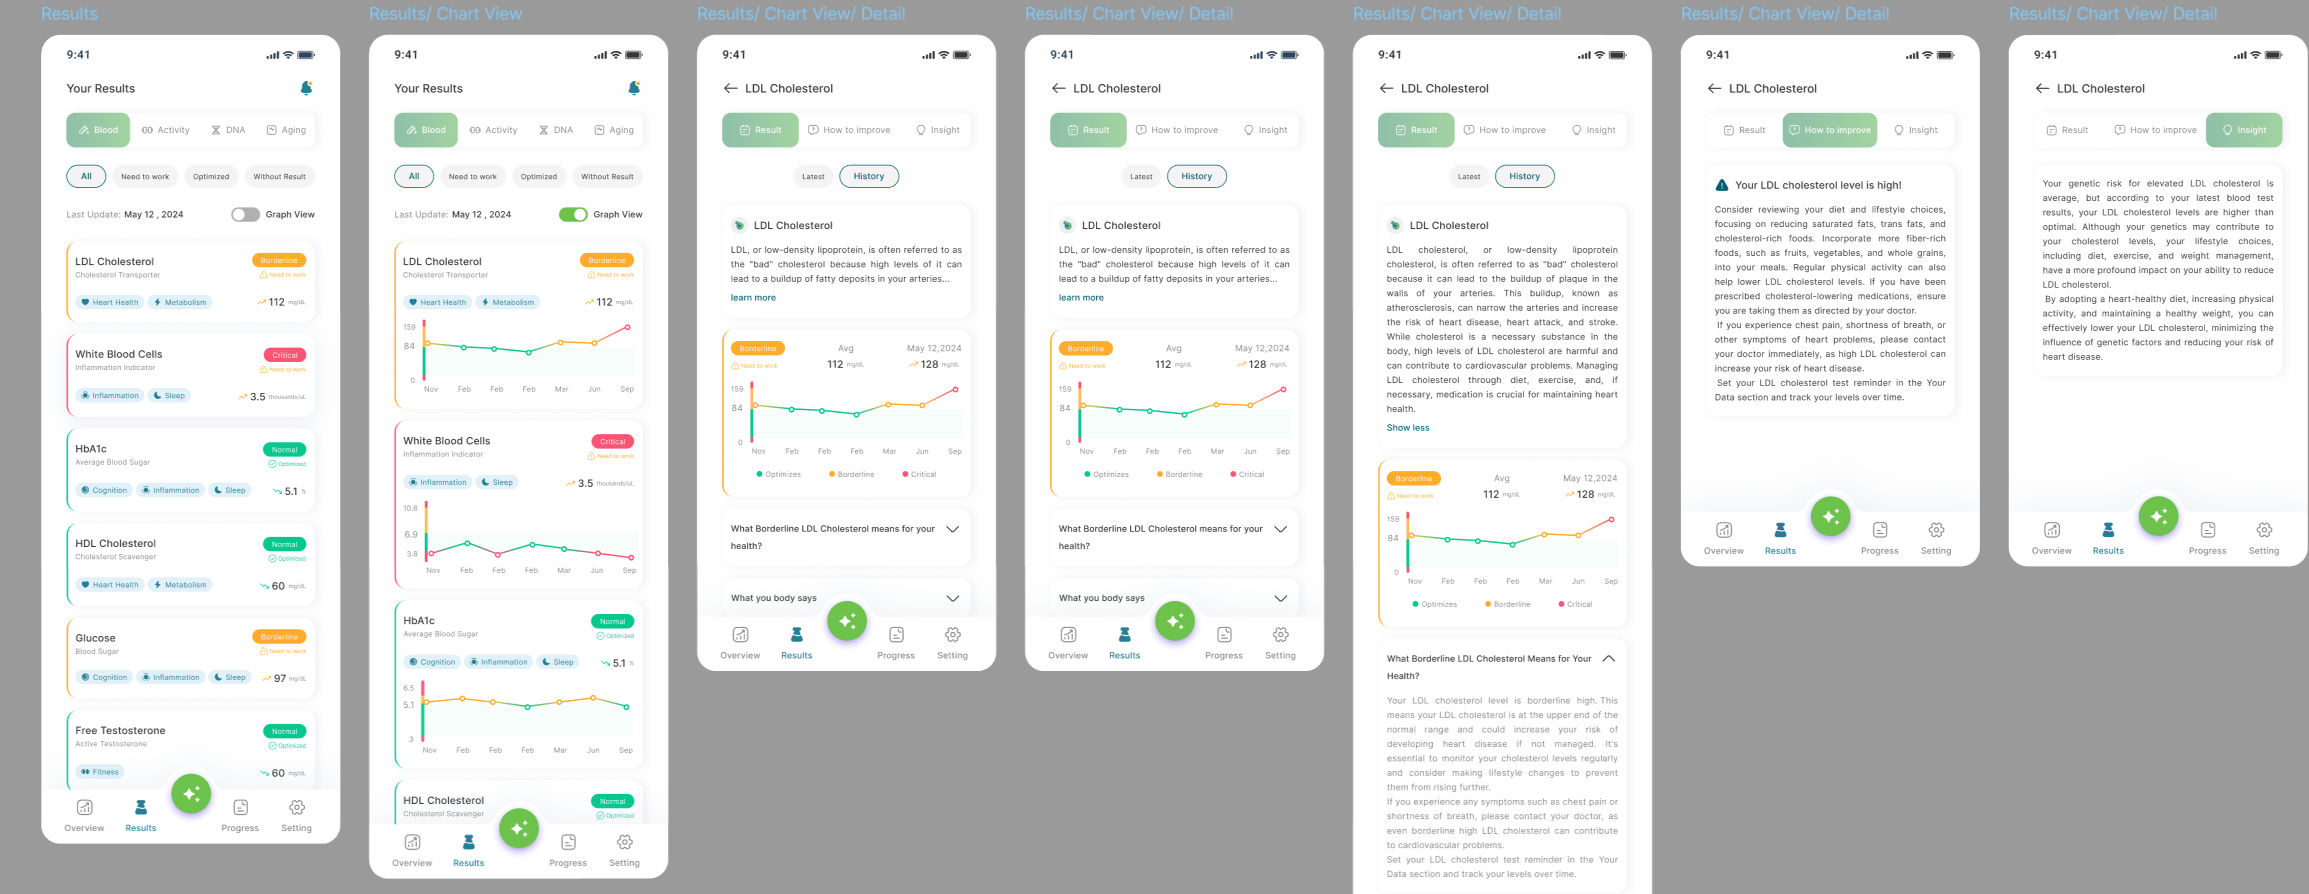 Results
9:41
Your Results
Blood
Activity
DNA
Aging
All
Need to work
Optimized
Without Result
Last Update: May 12 , 2024
Graph View
LDL Cholesterol
Borderline
Cholesterol Transporter
Need to work
Heart Health
Metabolism
112 mg/dL
White Blood Cells
Critical
Inflammation Indicator
Need to work
Inflammation
Sleep
3.5 thousands/uL
HbA1c
Normal
Average Blood Sugar
Optimized
Cognition
Inflammation
Sleep
5.1 %
HDL Cholesterol
Normal
Cholesterol Scavenger
Optimized
Heart Health
Metabolism
60 mg/dL
Glucose
Borderline
Blood Sugar
Need to work
Cognition
Inflammation
Sleep
97 mg/dL
Free Testosterone
Normal
Active Testosterone
Optimized
Fitness
60 mg/dL
Overview
Results
Progress
Setting
Results/ Chart View
9:41
Your Results
Blood
Activity
DNA
Aging
All
Need to work
Optimized
Without Result
Last Update: May 12 , 2024
Graph View
LDL Cholesterol
Borderline
Cholesterol Transporter
Need to work
Heart Health
Metabolism
112 mg/dL
159
84
0
Nov Feb Feb Feb Mar Jun Sep
White Blood Cells
Critical
Inflammation Indicator
Need to work
Inflammation
Sleep
3.5 thousands/uL
10.8
6.9
3.8
Nov Feb Feb Feb Mar Jun Sep
HbA1c
Normal
Average Blood Sugar
Optimized
Cognition
Inflammation
Sleep
5.1 %
6.5
5.1
3
Nov Feb Feb Feb Mar Jun Sep
HDL Cholesterol
Normal
Cholesterol Scavenger
Optimized
Overview
Results
Progress
Setting
Results/ Chart View/ Detail
9:41
LDL Cholesterol
Result
How to improve
Insight
Latest
History
LDL Cholesterol
LDL, or low-density lipoprotein, is often referred to as
the "bad" cholesterol because high levels of it can
lead to a buildup of fatty deposits in your arteries...
learn more
Borderline
Avg
May 12,2024
Need to work
112 mg/dL
128 mg/dL
159
84
0
Nov Feb Feb Feb Mar Jun Sep
Optimizes
Borderline
Critical
What Borderline LDL Cholesterol means for your
health?
What you body says
Overview
Results
Progress
Setting
Results/ Chart View/ Detail
9:41
LDL Cholesterol
Result
How to improve
Insight
Latest
History
LDL Cholesterol
LDL, or low-density lipoprotein, is often referred to as
the "bad" cholesterol because high levels of it can
lead to a buildup of fatty deposits in your arteries...
learn more
Borderline
Avg
May 12,2024
Need to work
112 mg/dL
128 mg/dL
159
84
0
Nov Feb Feb Feb Mar Jun Sep
Optimizes
Borderline
Critical
What Borderline LDL Cholesterol means for your
health?
What you body says
Overview
Results
Progress
Setting
Results/ Chart View/ Detail
9:41
LDL Cholesterol
Result
How to improve
Insight
Latest
History
LDL Cholesterol
LDL cholesterol, or low-density lipoprotein
cholesterol, is often referred to as "bad" cholesterol
because it can lead to the buildup of plaque in the
walls of your arteries. This buildup, known as
atherosclerosis, can narrow the arteries and increase
the risk of heart disease, heart attack, and stroke.
While cholesterol is a necessary substance in the
body, high levels of LDL cholesterol are harmful and
can contribute to cardiovascular problems. Managing
LDL cholesterol through diet, exercise, and, if
necessary, medication is crucial for maintaining heart
health.
Show less
Borderline
Avg
May 12,2024
Need to work
112 mg/dL
128 mg/dL
159
84
0
Nov Feb Feb Feb Mar Jun Sep
Optimizes
Borderline
Critical
What Borderline LDL Cholesterol Means for Your
Health?
Your LDL cholesterol level is borderline high. This
means your LDL cholesterol is at the upper end of the
normal range and could increase your risk of
developing heart disease if not managed. It's
essential to monitor your cholesterol levels regularly
and consider making lifestyle changes to prevent
them from rising further.
If you experience any symptoms such as chest pain or
shortness of breath, please contact your doctor, as
even borderline high LDL cholesterol can contribute
to cardiovascular problems.
Set your LDL cholesterol test reminder in the Your
Data section and track your levels over time.
Results/ Chart View/ Detail
9:41
LDL Cholesterol
Result
How to improve
Insight
Your LDL cholesterol level is high!
Consider reviewing your diet and lifestyle choices,
focusing on reducing saturated fats, trans fats, and
cholesterol-rich foods. Incorporate more fiber-rich
foods, such as fruits, vegetables, and whole grains,
into your meals. Regular physical activity can also
help lower LDL cholesterol levels. If you have been
prescribed cholesterol-lowering medications, ensure
you are taking them as directed by your doctor.
If you experience chest pain, shortness of breath, or
other symptoms of heart problems, please contact
your doctor immediately, as high LDL cholesterol can
increase your risk of heart disease.
Set your LDL cholesterol test reminder in the Your
Data section and track your levels over time.
Overview
Results
Progress
Setting
Results/ Chart View/ Detail
9:41
LDL Cholesterol
Result
How to improve
Insight
Your genetic risk for elevated LDL cholesterol is
average, but according to your latest blood test
results, your LDL cholesterol levels are higher than
optimal. Although your genetics may contribute to
your cholesterol levels, your lifestyle choices,
including diet, exercise, and weight management,
have a more profound impact on your ability to reduce
LDL cholesterol.
By adopting a heart-healthy diet, increasing physical
activity, and maintaining a healthy weight, you can
effectively lower your LDL cholesterol, minimizing the
influence of genetic factors and reducing your risk of
heart disease.
Overview
Results
Progress
Setting